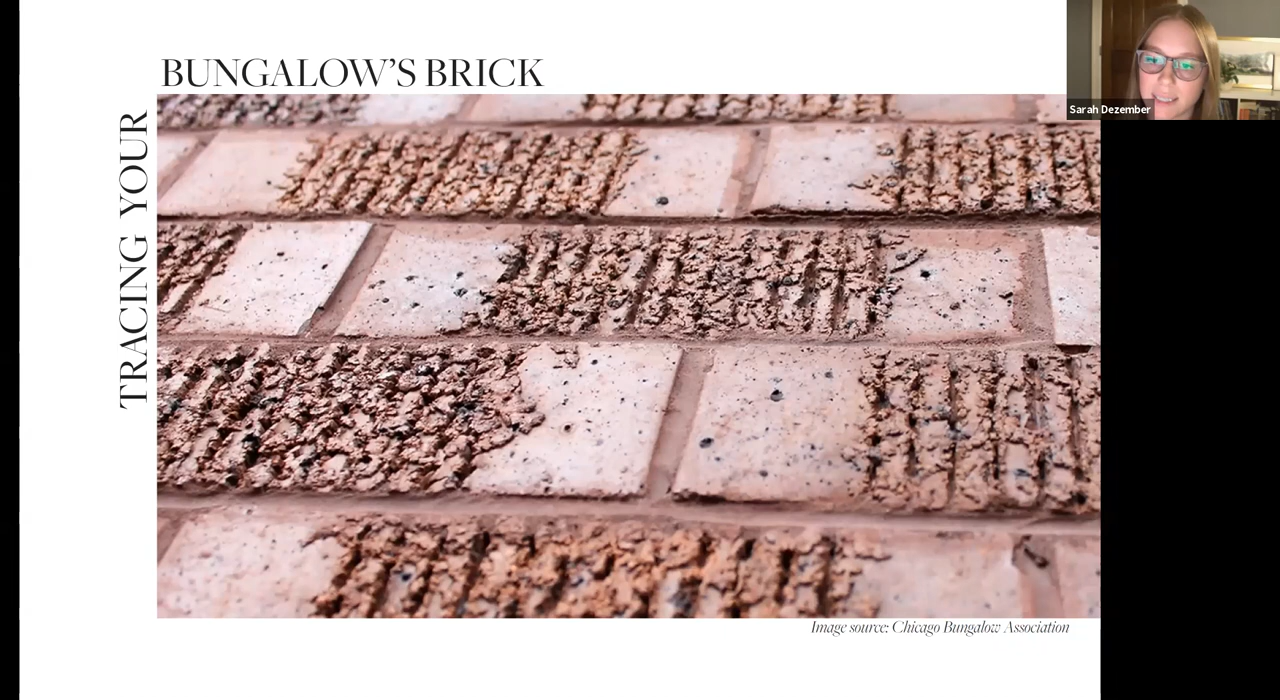 TRACING YOUR
BUNGALOW'S BRICK
Sarah Dezember
Image source: Chicago Bungalow Association